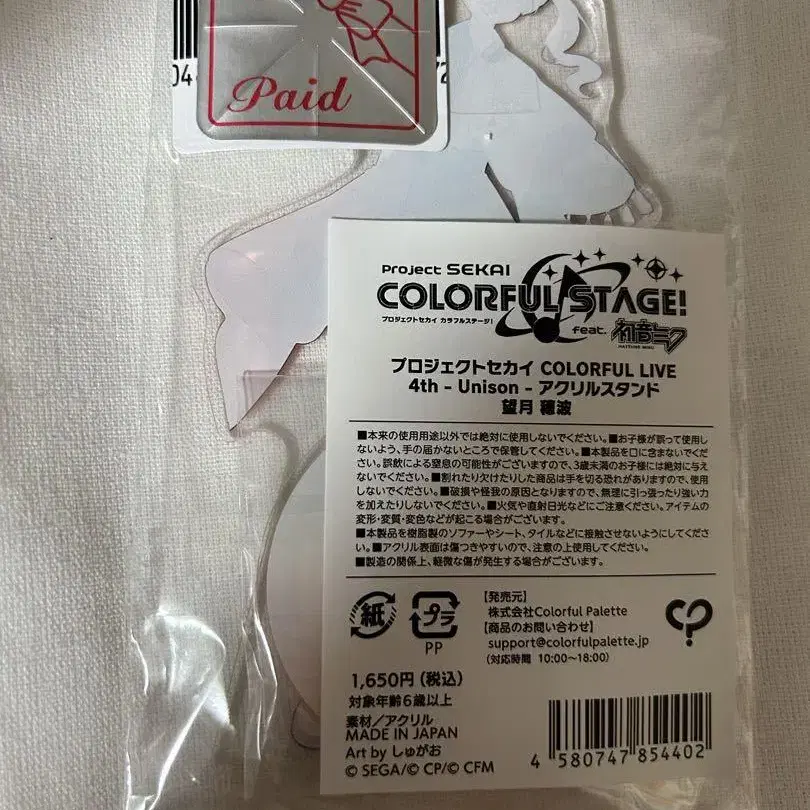 Paid
Project SEKAI
COLORFUL STAGE!
プロジェクトセカイ カラフルステージ!
feat. 初音ミク
HATSUNE MIKU
プロジェクトセカイ COLORFUL LIVE
4th - Unison - アクリルスタンド
望月 穂波
■本来の使用用途以外では絶対に使用しないでください。■お子様が誤って使用し
ないよう、手の届かないところで保管してください。■本製品を口に含まないでくだ
さい。誤飲による窒息の可能性がございますので、3歳未満のお子様には絶対に与え
ないでください。■割れたり欠けたりした商品は手を切る恐れがありますので、使用
しないでください。■破損や怪我の原因となりますので、無理に引っ張ったり強い力
を加えたりしないでください。■火気や直射日光などにご注意ください。アイテムの
変形・変質・変色などが起こる場合がございます。
■本製品を樹脂製のソファーやシート、タイルなどに接触させないようにしてくださ
い。■アクリル表面は傷つきやすいので、注意の上使用してください。
■製造の関係上、軽微な傷が発生する場合がございます。
紙
プラ
PP
【発売元】
株式会社Colorful Palette
【商品のお問い合わせ】
support@colorfulpalette.jp
(対応時間 10:00~18:00)
1,650円(税込)
対象年齢6歳以上
素材/アクリル
MADE IN JAPAN
Art by しゅがお
© SEGA/© CP/© CFM
4 580747 854402